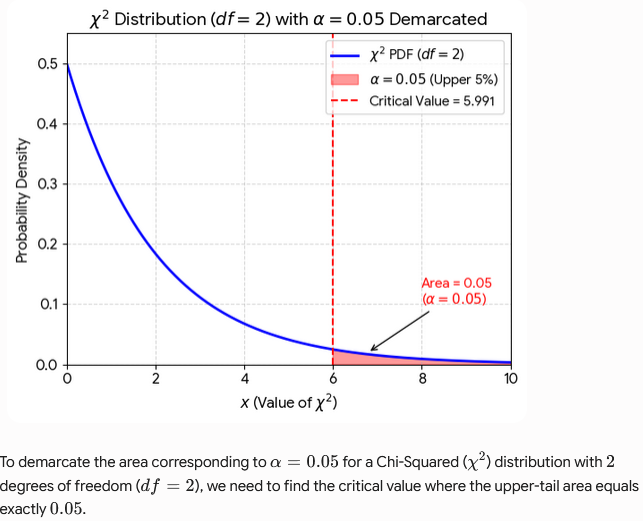 χ² Distribution (df = 2) with α = 0.05 Demarcated
χ² PDF (df = 2)
α = 0.05 (Upper 5%)
Critical Value = 5.991
Probability Density
0.5
0.4
0.3
0.2
0.1
0.0
Area = 0.05
(α = 0.05)
0 2 4 6 8 10
x (Value of χ²)
To demarcate the area corresponding to α = 0.05 for a Chi-Squared (χ²) distribution with 2
degrees of freedom (df = 2), we need to find the critical value where the upper-tail area equals
exactly 0.05.